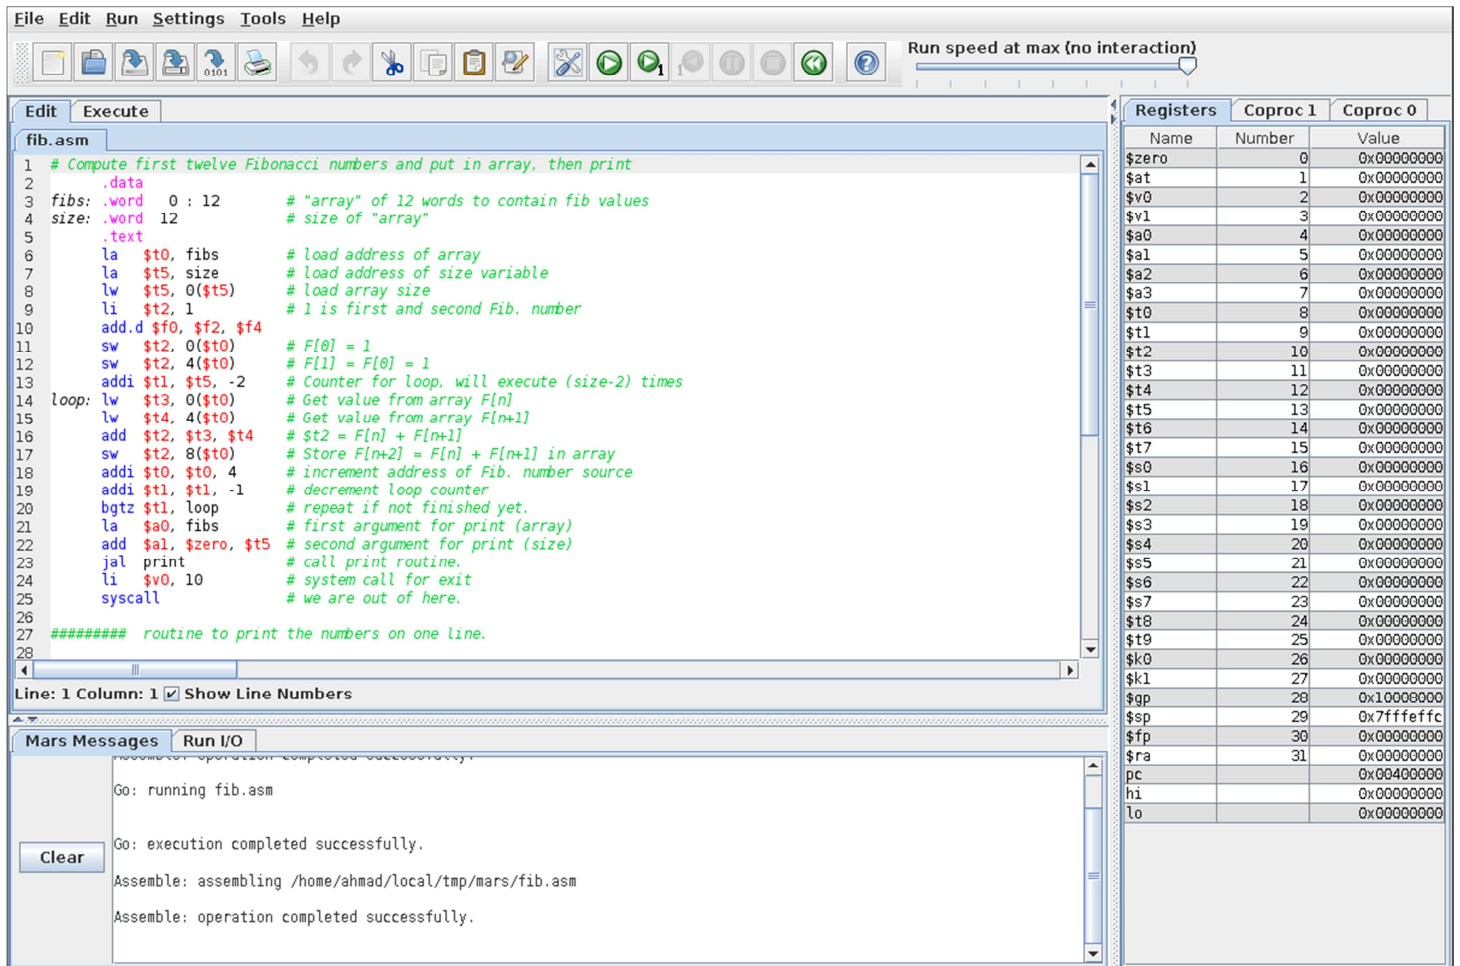 File Edit Run Settings Tools Help
Run speed at max (no interaction)
0101
1
1
Edit Execute
fib.asm
1 # Compute first twelve Fibonacci numbers and put in array, then print
2 .data
3 fibs: .word 0 : 12 # "array" of 12 words to contain fib values
4 size: .word 12 # size of "array"
5 .text
6 la $t0, fibs # load address of array
7 la $t5, size # load address of size variable
8 lw $t5, 0($t5) # load array size
9 li $t2, 1 # 1 is first and second Fib. number
10 add.d $f0, $f2, $f4
11 sw $t2, 0($t0) # F[0] = 1
12 sw $t2, 4($t0) # F[1] = F[0] = 1
13 addi $t1, $t5, -2 # Counter for loop, will execute (size-2) times
14 loop: lw $t3, 0($t0) # Get value from array F[n]
15 lw $t4, 4($t0) # Get value from array F[n+1]
16 add $t2, $t3, $t4 # $t2 = F[n] + F[n+1]
17 sw $t2, 8($t0) # Store F[n+2] = F[n] + F[n+1] in array
18 addi $t0, $t0, 4 # increment address of Fib. number source
19 addi $t1, $t1, -1 # decrement loop counter
20 bgtz $t1, loop # repeat if not finished yet.
21 la $a0, fibs # first argument for print (array)
22 add $a1, $zero, $t5 # second argument for print (size)
23 jal print # call print routine.
24 li $v0, 10 # system call for exit
25 syscall # we are out of here.
26
27 ######### routine to print the numbers on one line.
28
Line: 1 Column: 1 Show Line Numbers
Mars Messages Run I/O
Assemble: operation completed successfully.
Go: running fib.asm
Go: execution completed successfully.
Clear
Assemble: assembling /home/ahmad/local/tmp/mars/fib.asm
Assemble: operation completed successfully.
Registers Coproc 1 Coproc 0
Name Number Value
$zero 0 0x00000000
$at 1 0x00000000
$v0 2 0x00000000
$v1 3 0x00000000
$a0 4 0x00000000
$a1 5 0x00000000
$a2 6 0x00000000
$a3 7 0x00000000
$t0 8 0x00000000
$t1 9 0x00000000
$t2 10 0x00000000
$t3 11 0x00000000
$t4 12 0x00000000
$t5 13 0x00000000
$t6 14 0x00000000
$t7 15 0x00000000
$s0 16 0x00000000
$s1 17 0x00000000
$s2 18 0x00000000
$s3 19 0x00000000
$s4 20 0x00000000
$s5 21 0x00000000
$s6 22 0x00000000
$s7 23 0x00000000
$t8 24 0x00000000
$t9 25 0x00000000
$k0 26 0x00000000
$k1 27 0x00000000
$gp 28 0x10008000
$sp 29 0x7fffeffc
$fp 30 0x00000000
$ra 31 0x00000000
pc 0x00400000
hi 0x00000000
lo 0x00000000